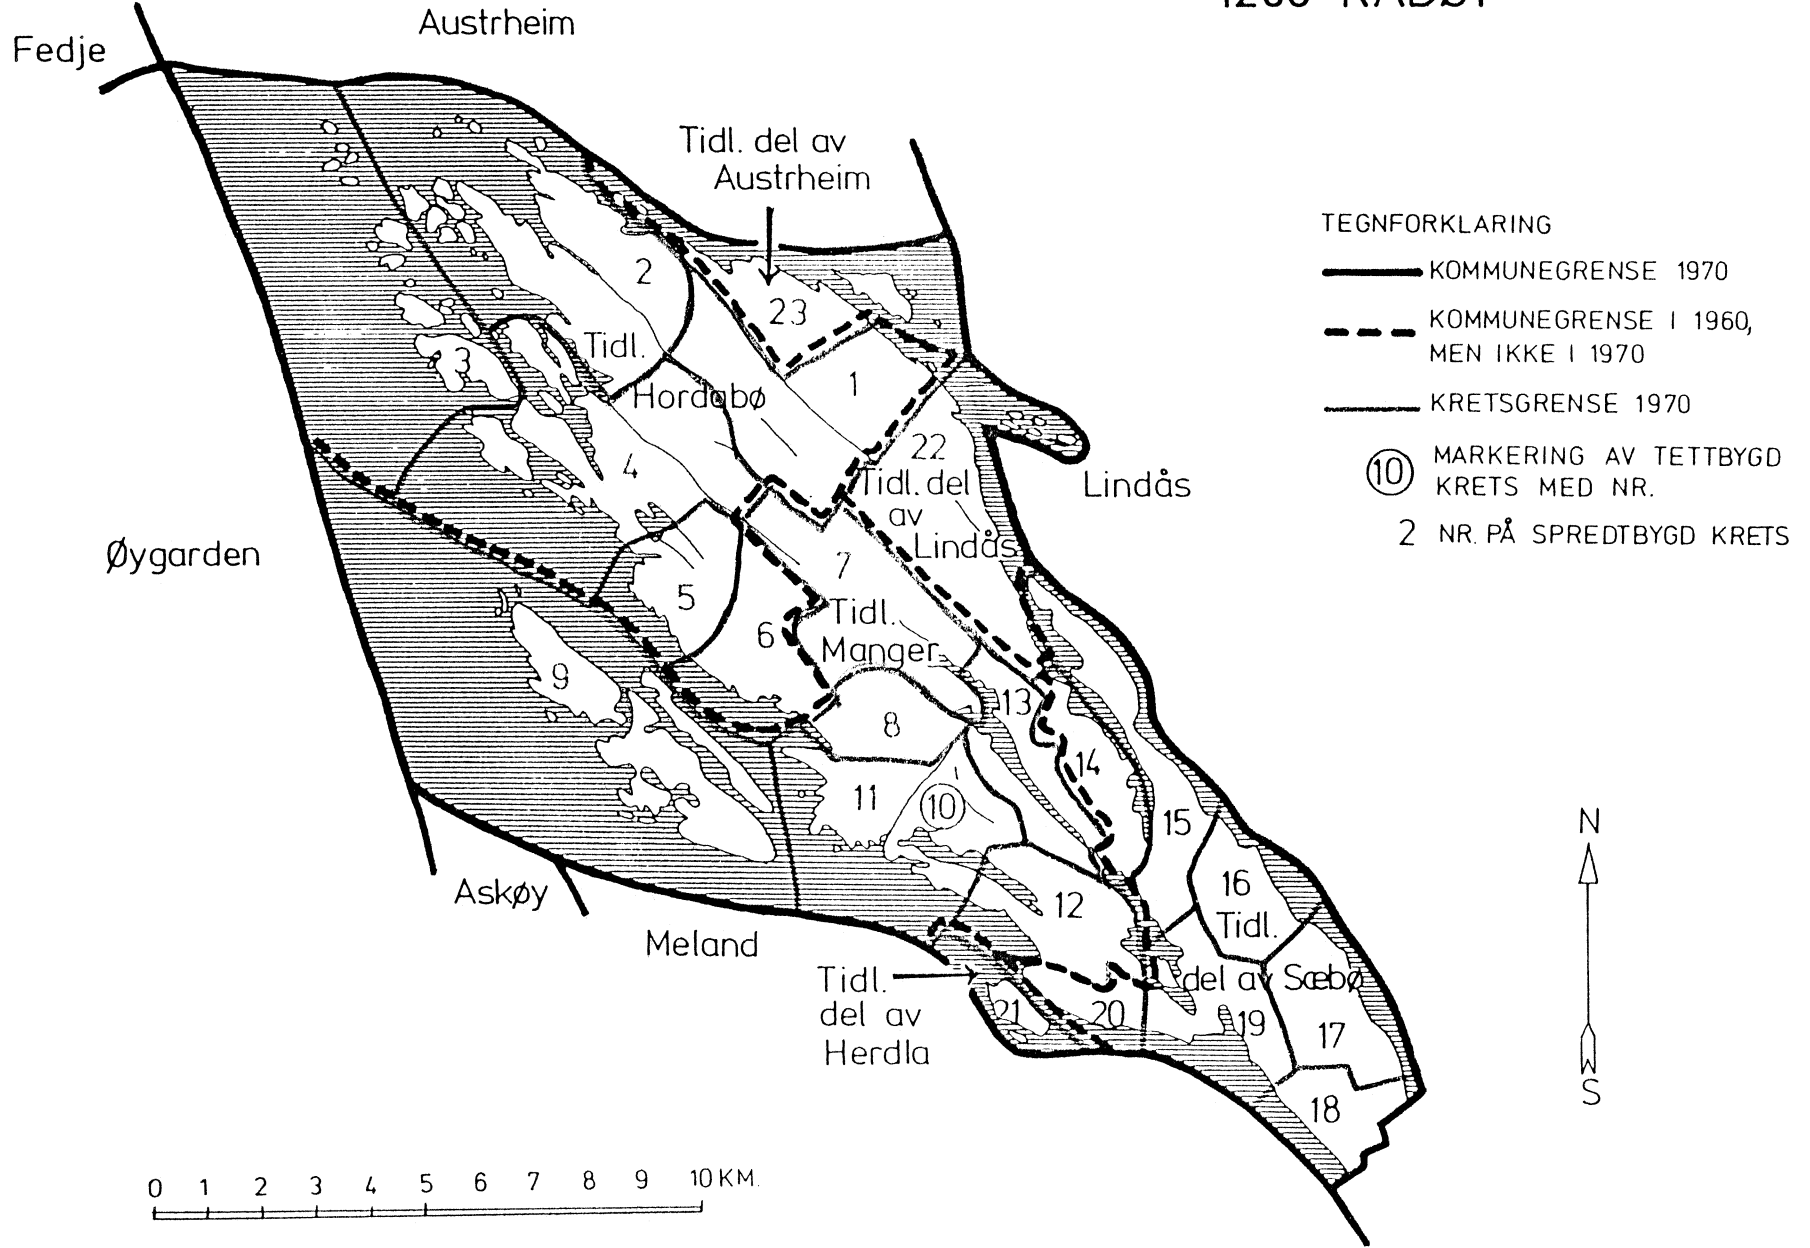 1260 RADØY
Austrheim
Fedje
Tidl. del av
Austrheim
TEGNFORKLARING
KOMMUNEGRENSE 1970
KOMMUNEGRENSE I 1960,
MEN IKKE I 1970
KRETSGRENSE 1970
10 MARKERING AV TETTBYGD
KRETS MED NR.
2 NR. PÅ SPREDTBYGD KRETS
2
23
Tidl.
Hordabø
3
1
4
22
Tidl. del
av
Lindås
Lindås
Øygarden
5
7
6
Tidl.
Manger
9
8
13
14
11
10
15
12
16
Tidl.
del av Sæbø
Askøy
Meland
Tidl.
del av
Herdla
21
20
19
17
18
N
S
0 1 2 3 4 5 6 7 8 9 10 KM.